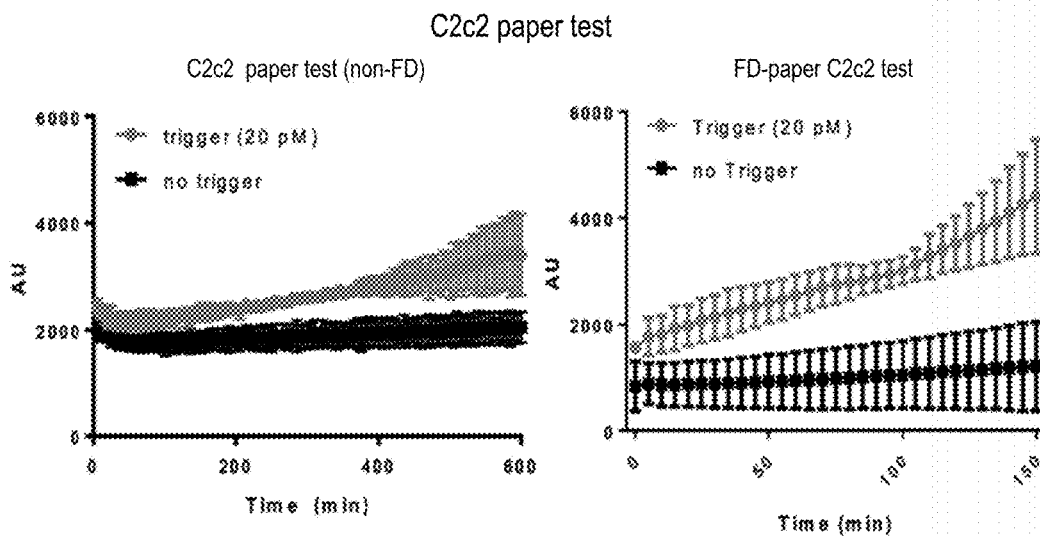 C2c2 paper test
C2c2 paper test (non-FD)
6000
4000
2000
0
AU
trigger (20 pM)
no trigger
0 200 400 600
Time (min)
FD-paper C2c2 test
6000
4000
2000
0
AU
Trigger (20 pM)
no Trigger
0 50 100 150
Time (min)